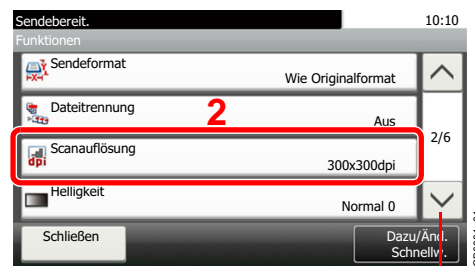 Sendebereit.
10:10
Funktionen
Sendeformat
Wie Originalformat
Dateitrennung
Aus
2
2/6
Scanauflösung
dpi
300x300dpi
Helligkeit
Normal 0
Schließen
Dazu/Änd.
Schnellw.